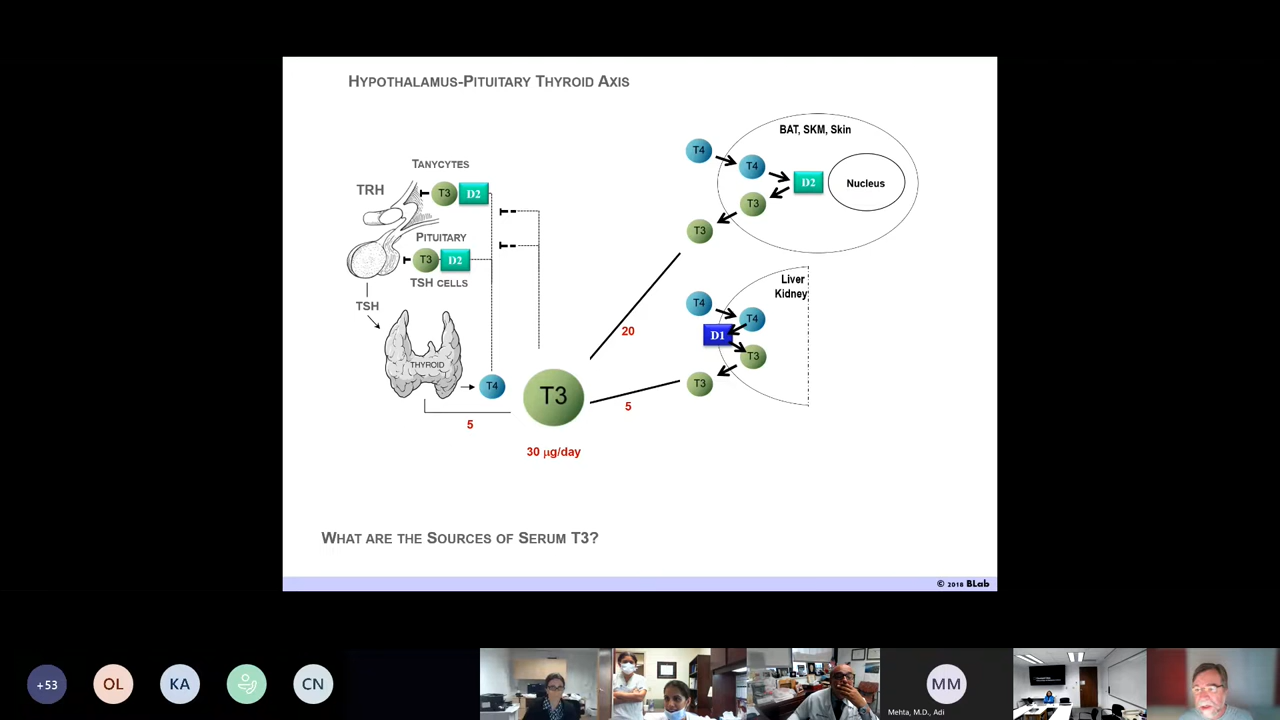 HYPOTHALAMUS-PITUITARY THYROID AXIS
TANYCYTES
TRH
T3
D2
PITUITARY
T3
D2
TSH CELLS
TSH
THYROID
T4
T3
5
30 µg/day
20
5
BAT, SKM, Skin
T4
T4
D2
Nucleus
T3
T3
Liver
Kidney
T4
T4
D1
T3
T3
WHAT ARE THE SOURCES OF SERUM T3?
© 2018 BLab
+53
OL
KA
CN
MM
Mehta, M.D., Adi